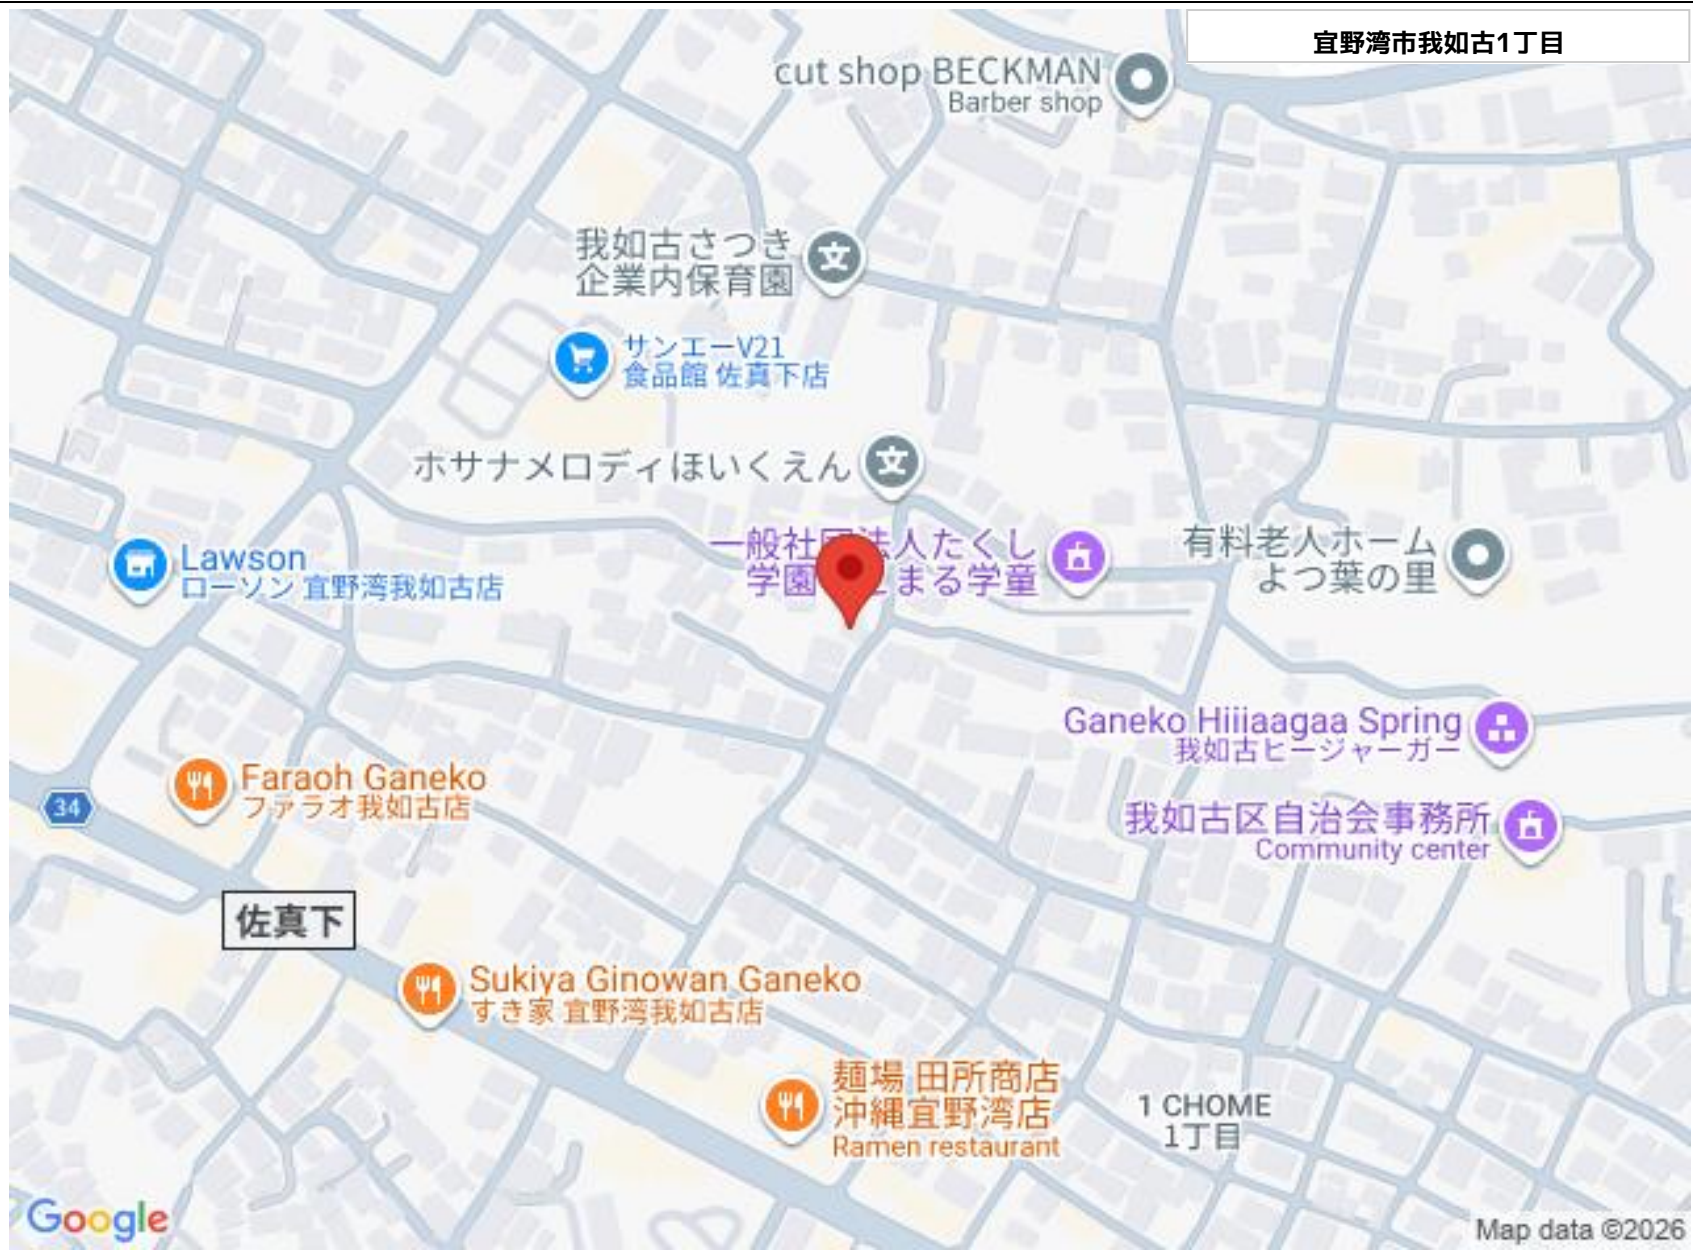 宜野湾市我如古1丁目
cut shop BECKMAN
Barber shop
我如古さつき
企業内保育園
サンエーV21
食品館 佐真下店
ホサナメロディほいくえん
一般社団法人たくし
学園 まる学童
有料老人ホーム
よつ葉の里
Lawson
ローソン 宜野湾我如古店
Ganeko Hiiiaagaa Spring
我如古ヒージャーガー
Faraoh Ganeko
ファラオ我如古店
34
我如古区自治会事務所
Community center
佐真下
Sukiya Ginowan Ganeko
すき家 宜野湾我如古店
麺場 田所商店
沖縄宜野湾店
Ramen restaurant
1 CHOME
1丁目
Google
Map data ©2026